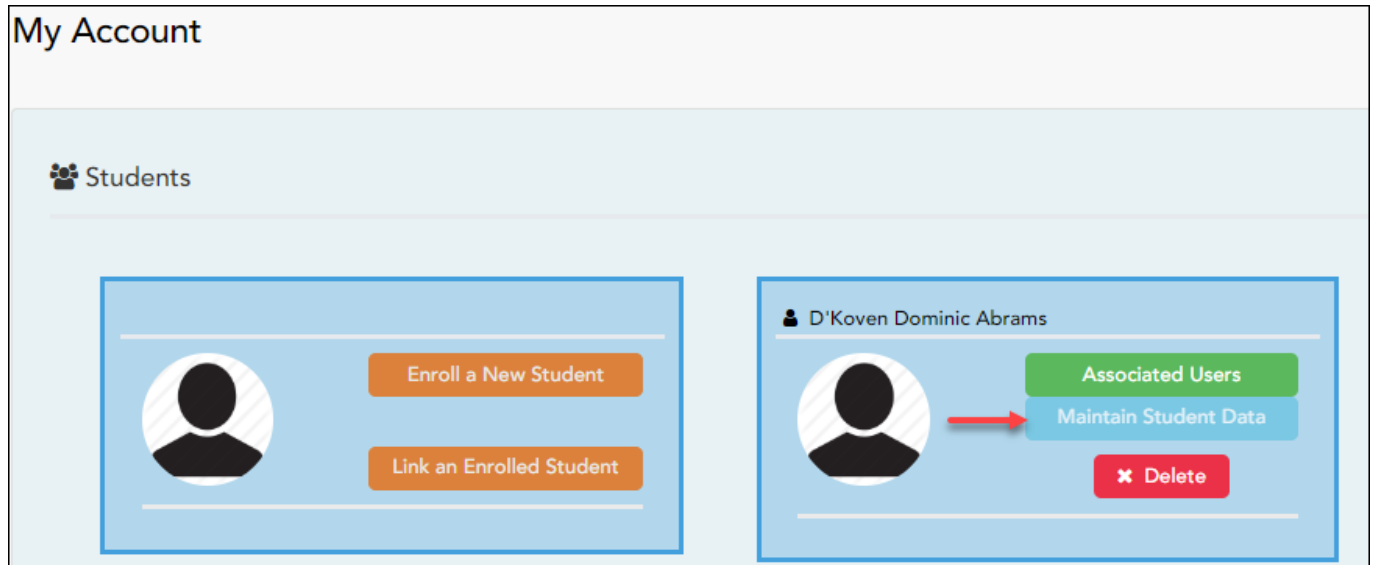 My Account
Students
Enroll a New Student
Link an Enrolled Student
D'Koven Dominic Abrams
Associated Users
Maintain Student Data
Delete